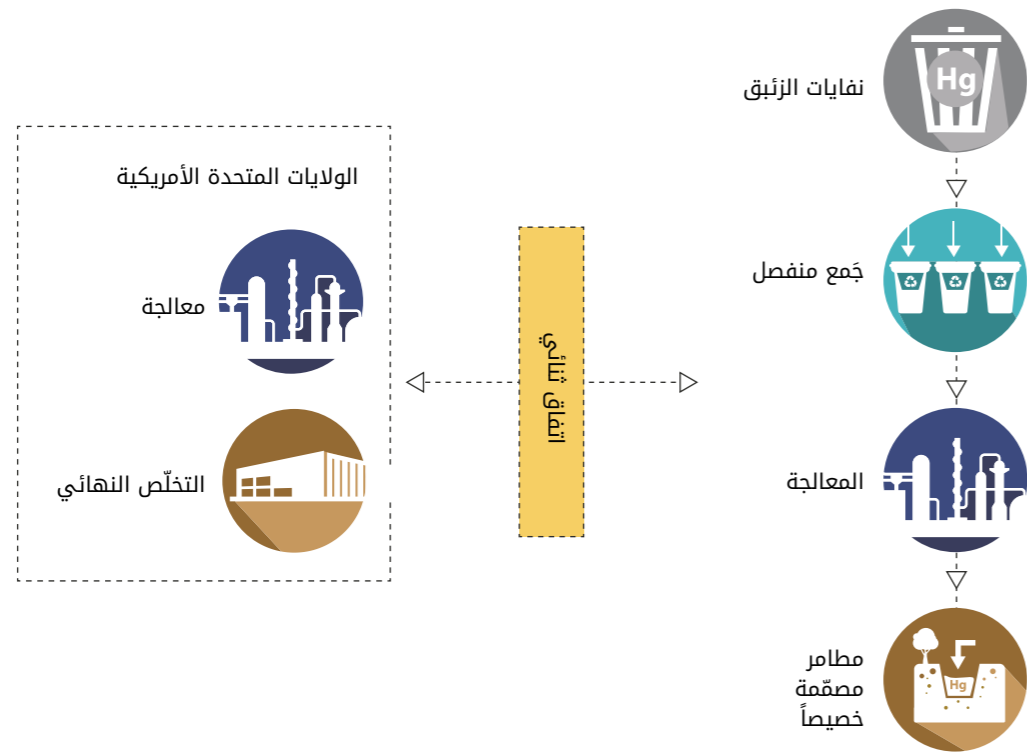 Hg
نفايات الزئبق
جَمع منفصل
المعالجة
مطامر
مصمّمة
خصيصاً
Hg
اتفاق ثنائي
الولايات المتحدة الأمريكية
معالجة
التخلّص النهائي